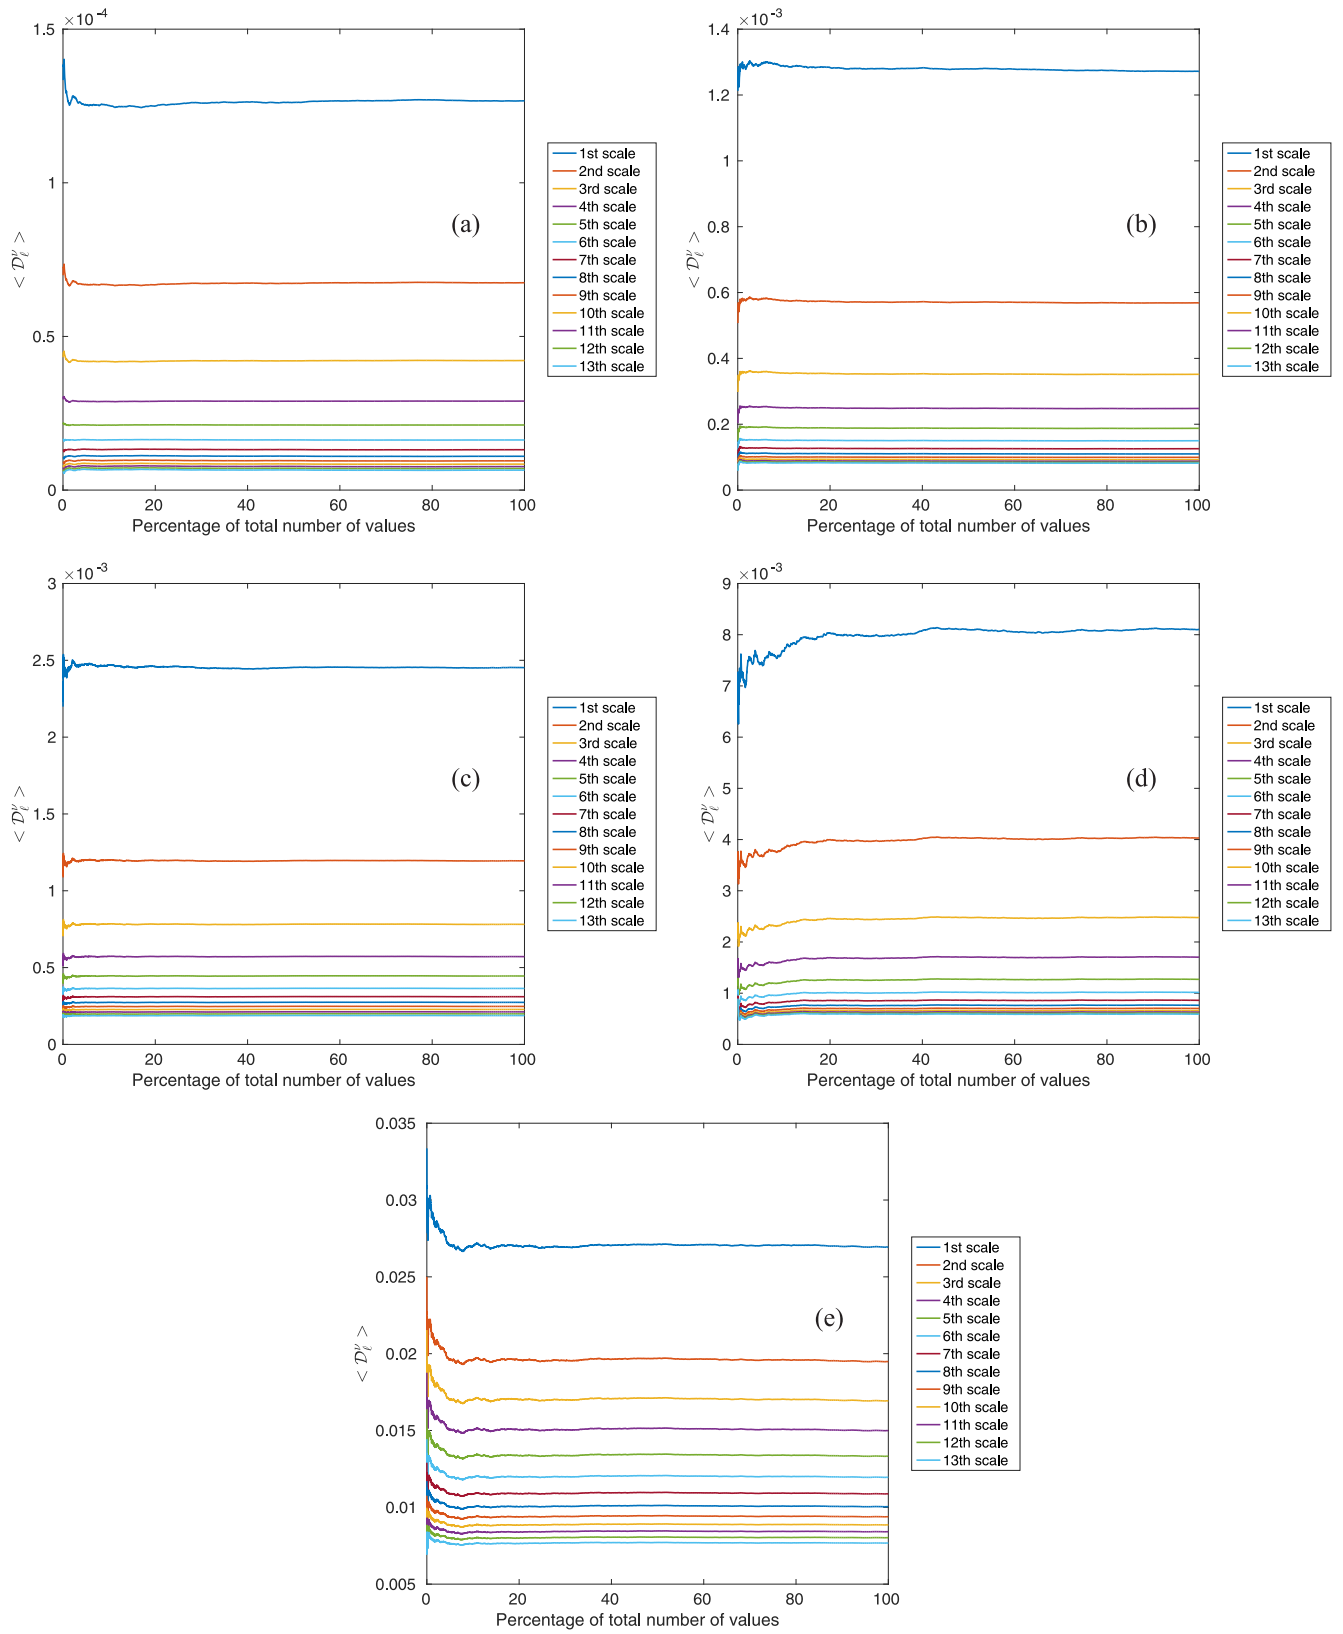 ×10⁻⁴
1.5
1
0.5
0
0 20 40 60 80 100
Percentage of total number of values
< 𝒟_ℓ^ν >
(a)
1st scale
2nd scale
3rd scale
4th scale
5th scale
6th scale
7th scale
8th scale
9th scale
10th scale
11th scale
12th scale
13th scale
×10⁻³
1.4
1.2
1
0.8
0.6
0.4
0.2
0
0 20 40 60 80 100
Percentage of total number of values
< 𝒟_ℓ^ν >
(b)
1st scale
2nd scale
3rd scale
4th scale
5th scale
6th scale
7th scale
8th scale
9th scale
10th scale
11th scale
12th scale
13th scale
×10⁻³
3
2.5
2
1.5
1
0.5
0
0 20 40 60 80 100
Percentage of total number of values
< 𝒟_ℓ^ν >
(c)
1st scale
2nd scale
3rd scale
4th scale
5th scale
6th scale
7th scale
8th scale
9th scale
10th scale
11th scale
12th scale
13th scale
×10⁻³
9
8
7
6
5
4
3
2
1
0
0 20 40 60 80 100
Percentage of total number of values
< 𝒟_ℓ^ν >
(d)
1st scale
2nd scale
3rd scale
4th scale
5th scale
6th scale
7th scale
8th scale
9th scale
10th scale
11th scale
12th scale
13th scale
0.035
0.03
0.025
0.02
0.015
0.01
0.005
0 20 40 60 80 100
Percentage of total number of values
< 𝒟_ℓ^ν >
(e)
1st scale
2nd scale
3rd scale
4th scale
5th scale
6th scale
7th scale
8th scale
9th scale
10th scale
11th scale
12th scale
13th scale